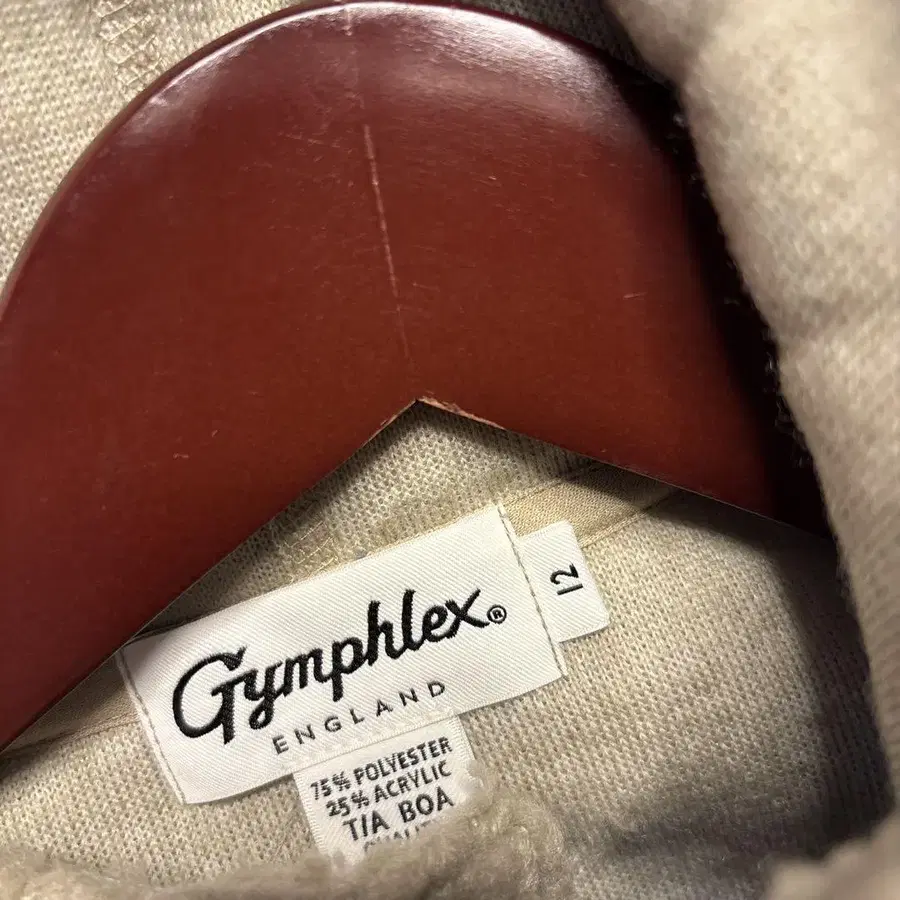 Gymphlex®
ENGLAND
12
75% POLYESTER
25% ACRYLIC
T/A BOA